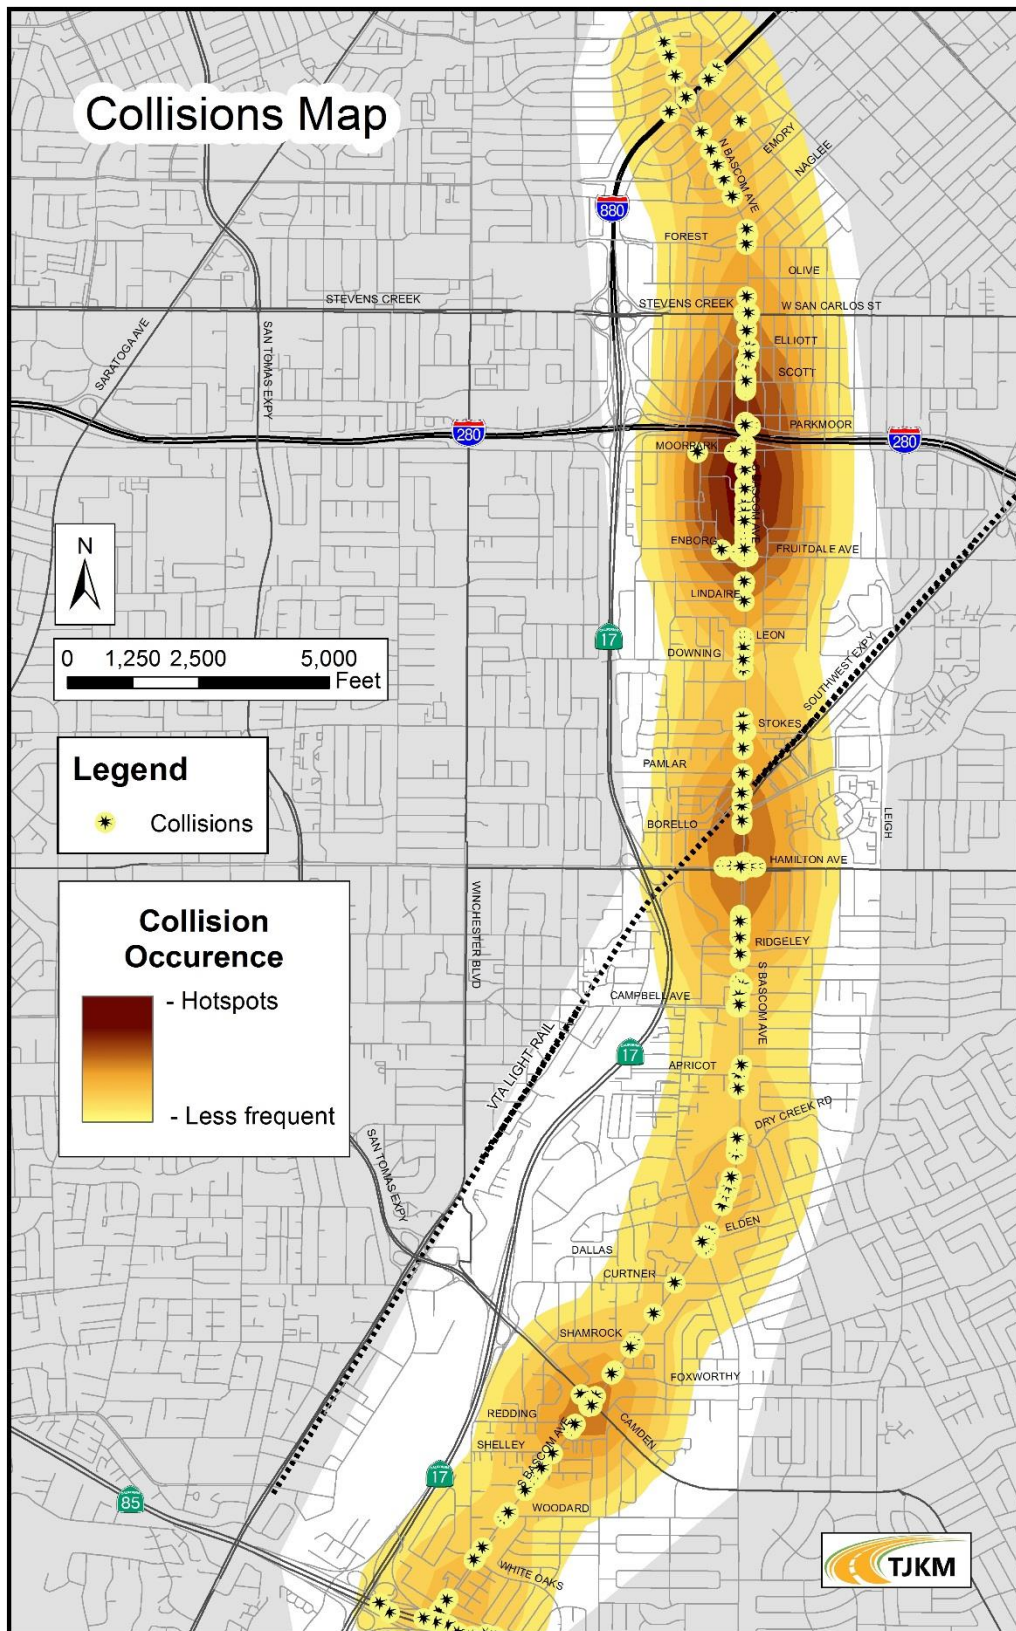 Collisions Map
EMORY
NAGLEE
N BASCOM AVE
880
FOREST
OLIVE
STEVENS CREEK
STEVENS CREEK
W SAN CARLOS ST
SARATOGA AVE
SAN TOMAS EXPY
ELLIOTT
SCOTT
PARKMOOR
280
280
MOORPARK
ENBORG
FRUITDALE AVE
N
LINDAIRE
0 1,250 2,500 5,000
Feet
17
LEON
DOWNING
SOUTHWEST EXPY
STOKES
Legend
PAMLAR
Collisions
BORELLO
LEIGH
HAMILTON AVE
WINCHESTER BLVD
Collision
Occurence
- Hotspots
- Less frequent
RIDGELEY
S BASCOM AVE
CAMPBELL AVE
VTA LIGHT RAIL
17
APRICOT
DRY CREEK RD
SAN TOMAS EXPY
ELDEN
DALLAS
CURTNER
SHAMROCK
FOXWORTHY
REDDING
CAMDEN
SHELLEY
S BASCOM AVE
17
85
WOODARD
WHITE OAKS
TJKM